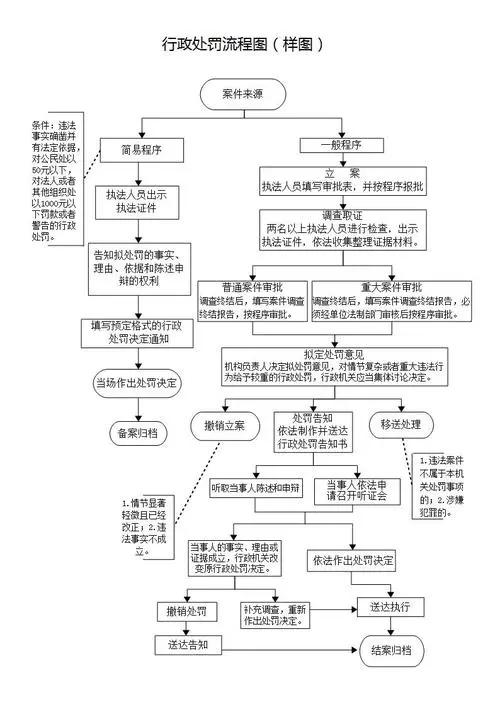 行政处罚流程图（样图）
案件来源
条件：违法
事实确凿并
有法定依据，
对公民处以
50元以下，
对法人或者
其他组织处
以1000元以
下罚款或者
警告的行政
处罚。
简易程序
执法人员出示
执法证件
告知拟处罚的事实、
理由、依据和陈述申
辩的权利
填写预定格式的行政
处罚决定通知
当场作出处罚决定
备案归档
一般程序
立 案
执法人员填写审批表，并按程序报批
调查取证
两名以上执法人员进行检查，出示
执法证件，依法收集整理证据材料。
普通案件审批
调查终结后，填写案件调查
终结报告，按程序审批。
重大案件审批
调查终结后，填写案件调查终结报告，必
须经单位法制部门审核后按程序审批。
拟定处罚意见
机构负责人决定拟处罚意见，对情节复杂或者重大违法行
为给予较重的行政处罚，行政机关应当集体讨论决定。
撤销立案
处罚告知
依法制作并送达
行政处罚告知书
移送处理
1.情节显著
轻微且已经
改正；2.违
法事实不成
立。
1.违法案件
不属于本机
关处罚事项
的；2.涉嫌
犯罪的。
听取当事人陈述和申辩
当事人依法申
请召开听证会
当事人的事实、理由或
证据成立，行政机关改
变原行政处罚决定。
依法作出处罚决定
撤销处罚
补充调查，重新
作出处罚决定。
送达执行
送达告知
结案归档